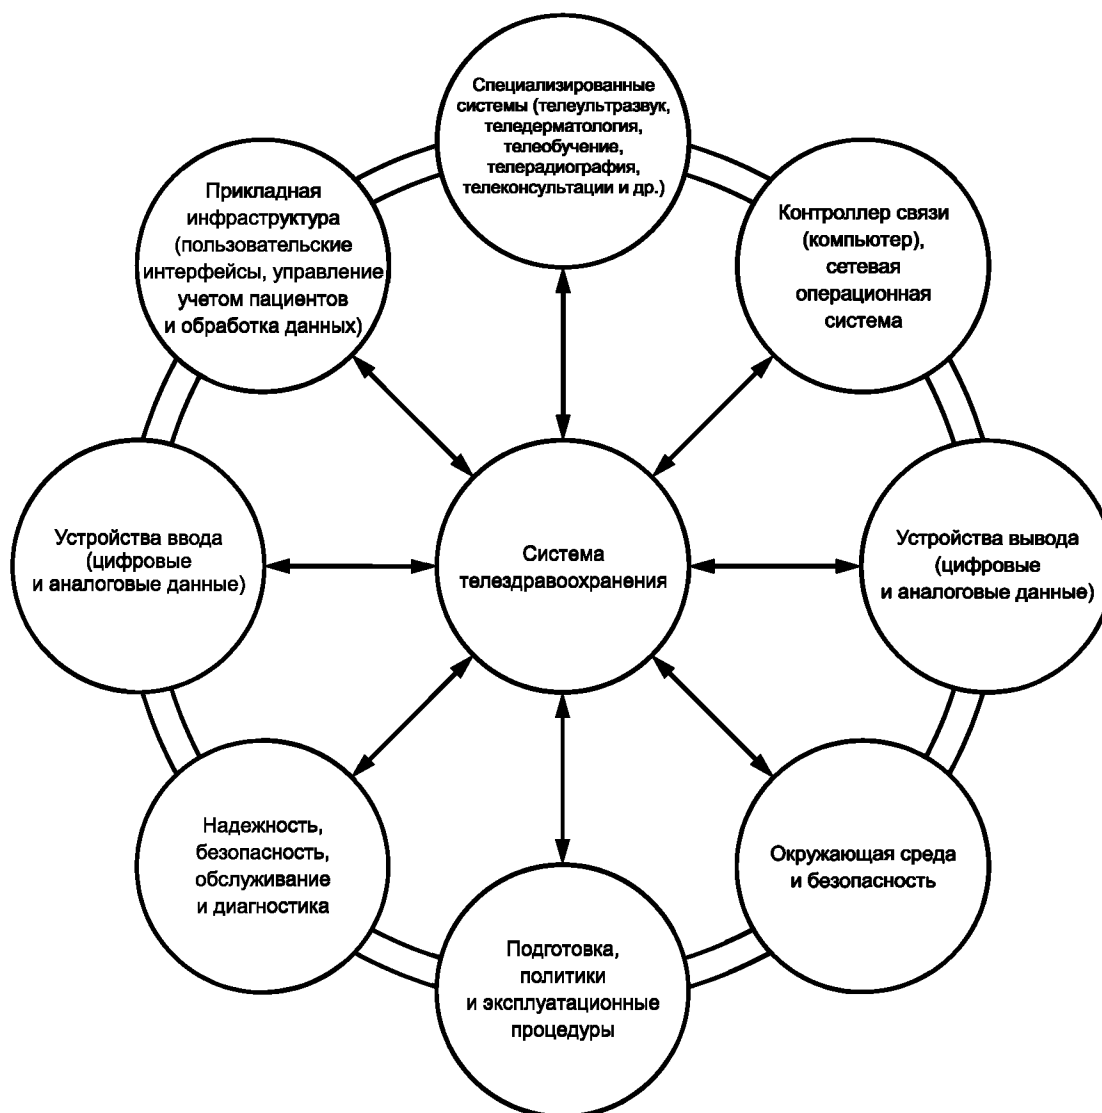 Специализированные
системы (телеультразвук,
теледерматология,
телеобучение,
телерадиография,
телеконсультации и др.)
Прикладная
инфраструктура
(пользовательские
интерфейсы, управление
учетом пациентов
и обработка данных)
Контроллер связи
(компьютер),
сетевая
операционная
система
Устройства ввода
(цифровые
и аналоговые данные)
Система
телездравоохранения
Устройства вывода
(цифровые
и аналоговые данные)
Надежность,
безопасность,
обслуживание
и диагностика
Окружающая среда
и безопасность
Подготовка,
политики
и эксплуатационные
процедуры